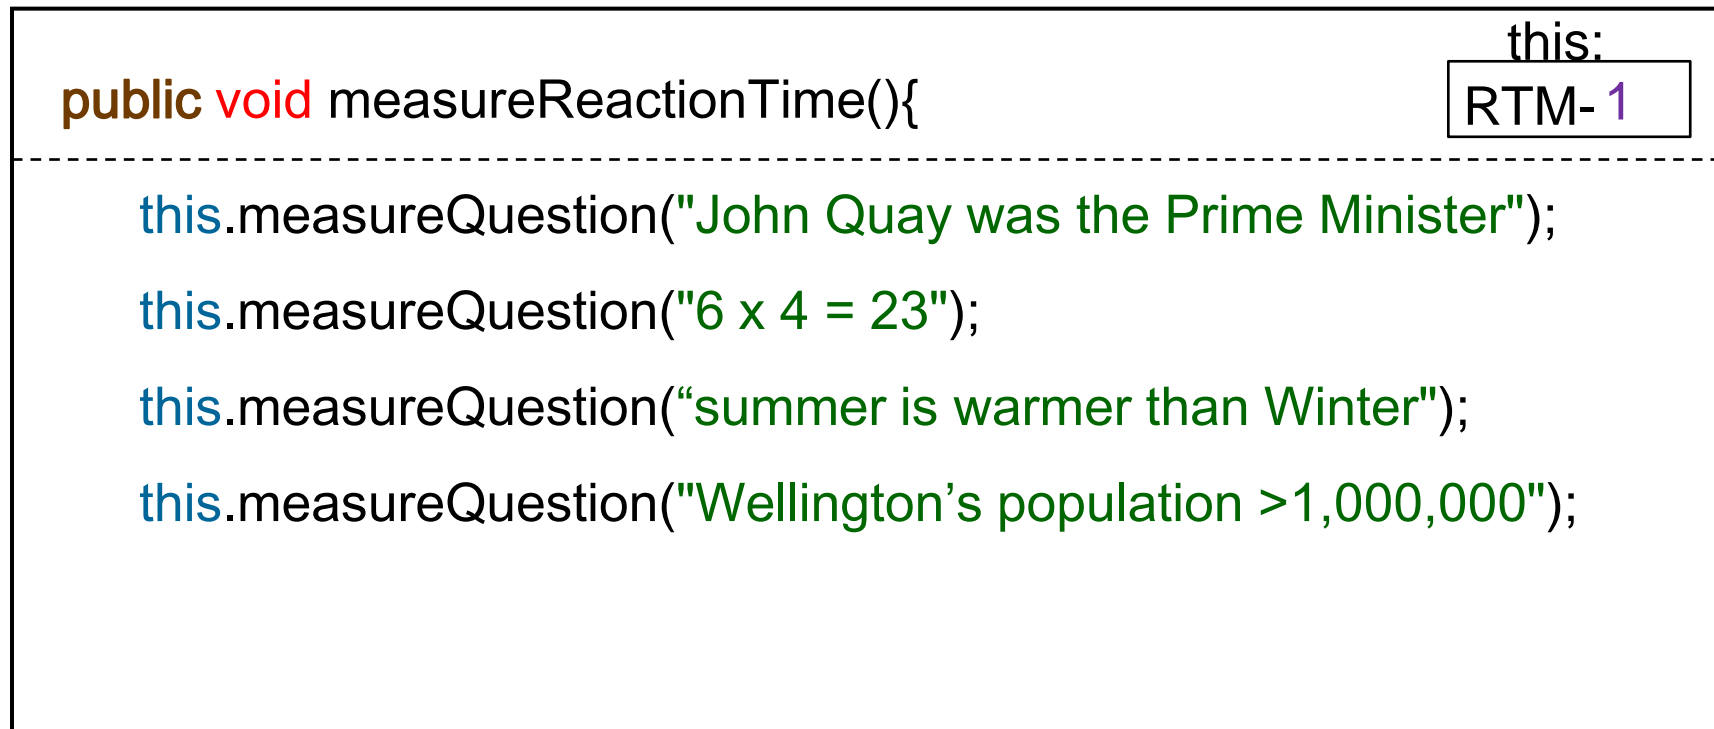 this:
public void measureReactionTime(){
RTM- 1
this.measureQuestion("John Quay was the Prime Minister");
this.measureQuestion("6 x 4 = 23");
this.measureQuestion(“summer is warmer than Winter");
this.measureQuestion("Wellington’s population >1,000,000");